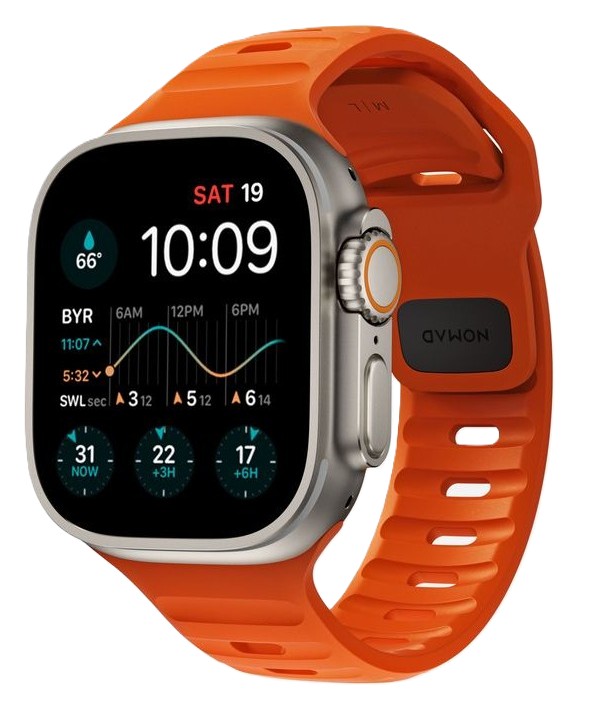 M | L
SAT 19
10:09
66°
BYR
6AM 12PM 6PM
11:07
5:32
SWL sec 3 12 5 12 6 14
31 22 17
NOW +3H +6H
NOMAD